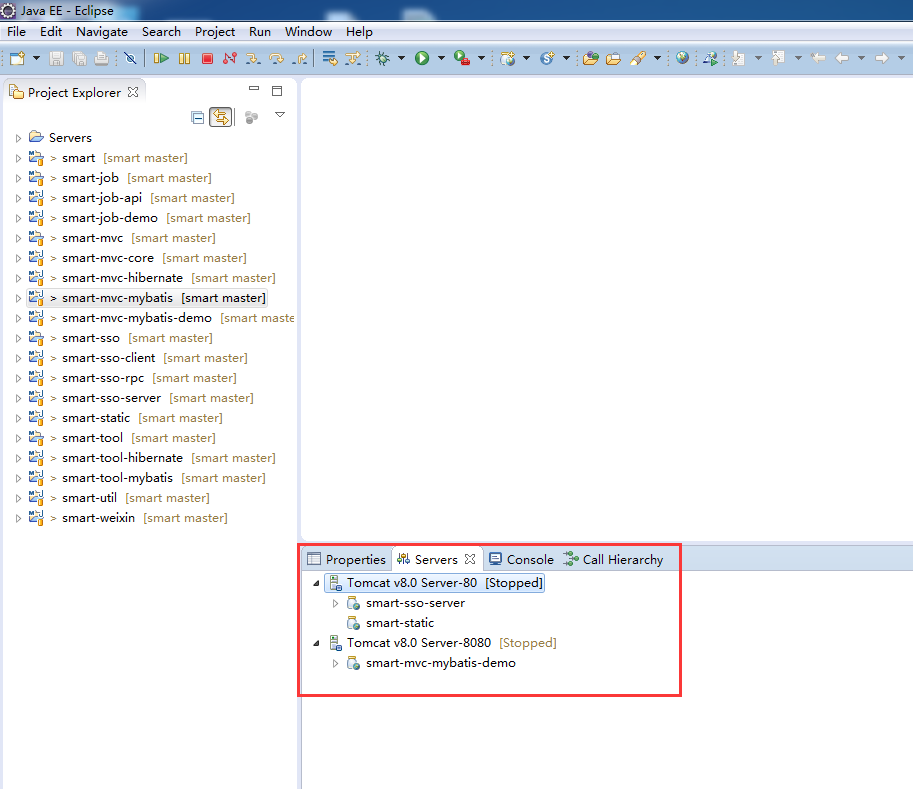 Java EE - Eclipse
File Edit Navigate Search Project Run Window Help
Project Explorer
Servers
> smart [smart master]
> smart-job [smart master]
> smart-job-api [smart master]
> smart-job-demo [smart master]
> smart-mvc [smart master]
> smart-mvc-core [smart master]
> smart-mvc-hibernate [smart master]
> smart-mvc-mybatis [smart master]
> smart-mvc-mybatis-demo [smart maste
> smart-sso [smart master]
> smart-sso-client [smart master]
> smart-sso-rpc [smart master]
> smart-sso-server [smart master]
> smart-static [smart master]
> smart-tool [smart master]
> smart-tool-hibernate [smart master]
> smart-tool-mybatis [smart master]
> smart-util [smart master]
> smart-weixin [smart master]
Properties Servers Console Call Hierarchy
Tomcat v8.0 Server-80 [Stopped]
smart-sso-server
smart-static
Tomcat v8.0 Server-8080 [Stopped]
smart-mvc-mybatis-demo